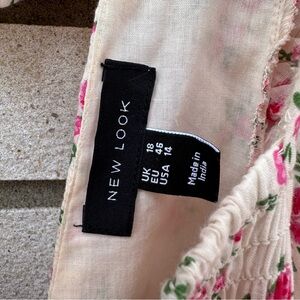 NEW LOOK
UK 18
EU 46
USA 14
Made in
India